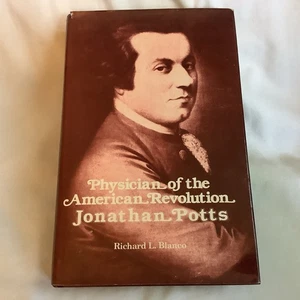 Physician of the
American Revolution
Jonathan Potts
Richard L. Blanco